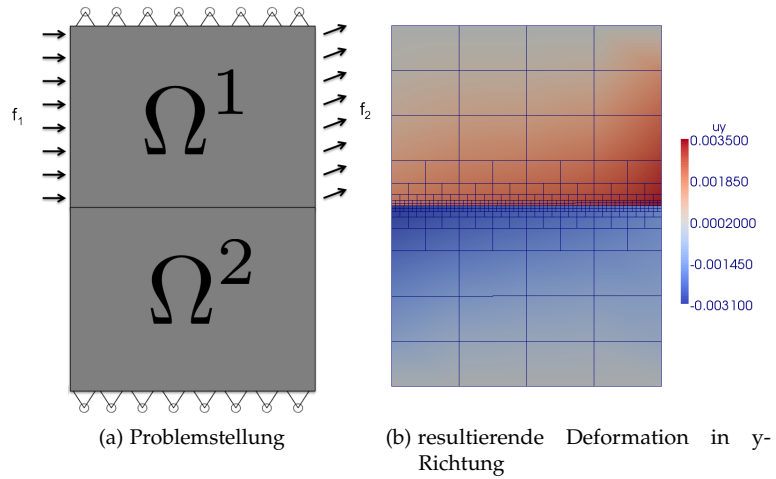 f₁
f₂
Ω¹
Ω²
uy
0.003500
0.001850
0.0002000
-0.001450
-0.003100
(a) Problemstellung
(b) resultierende Deformation in y-
Richtung